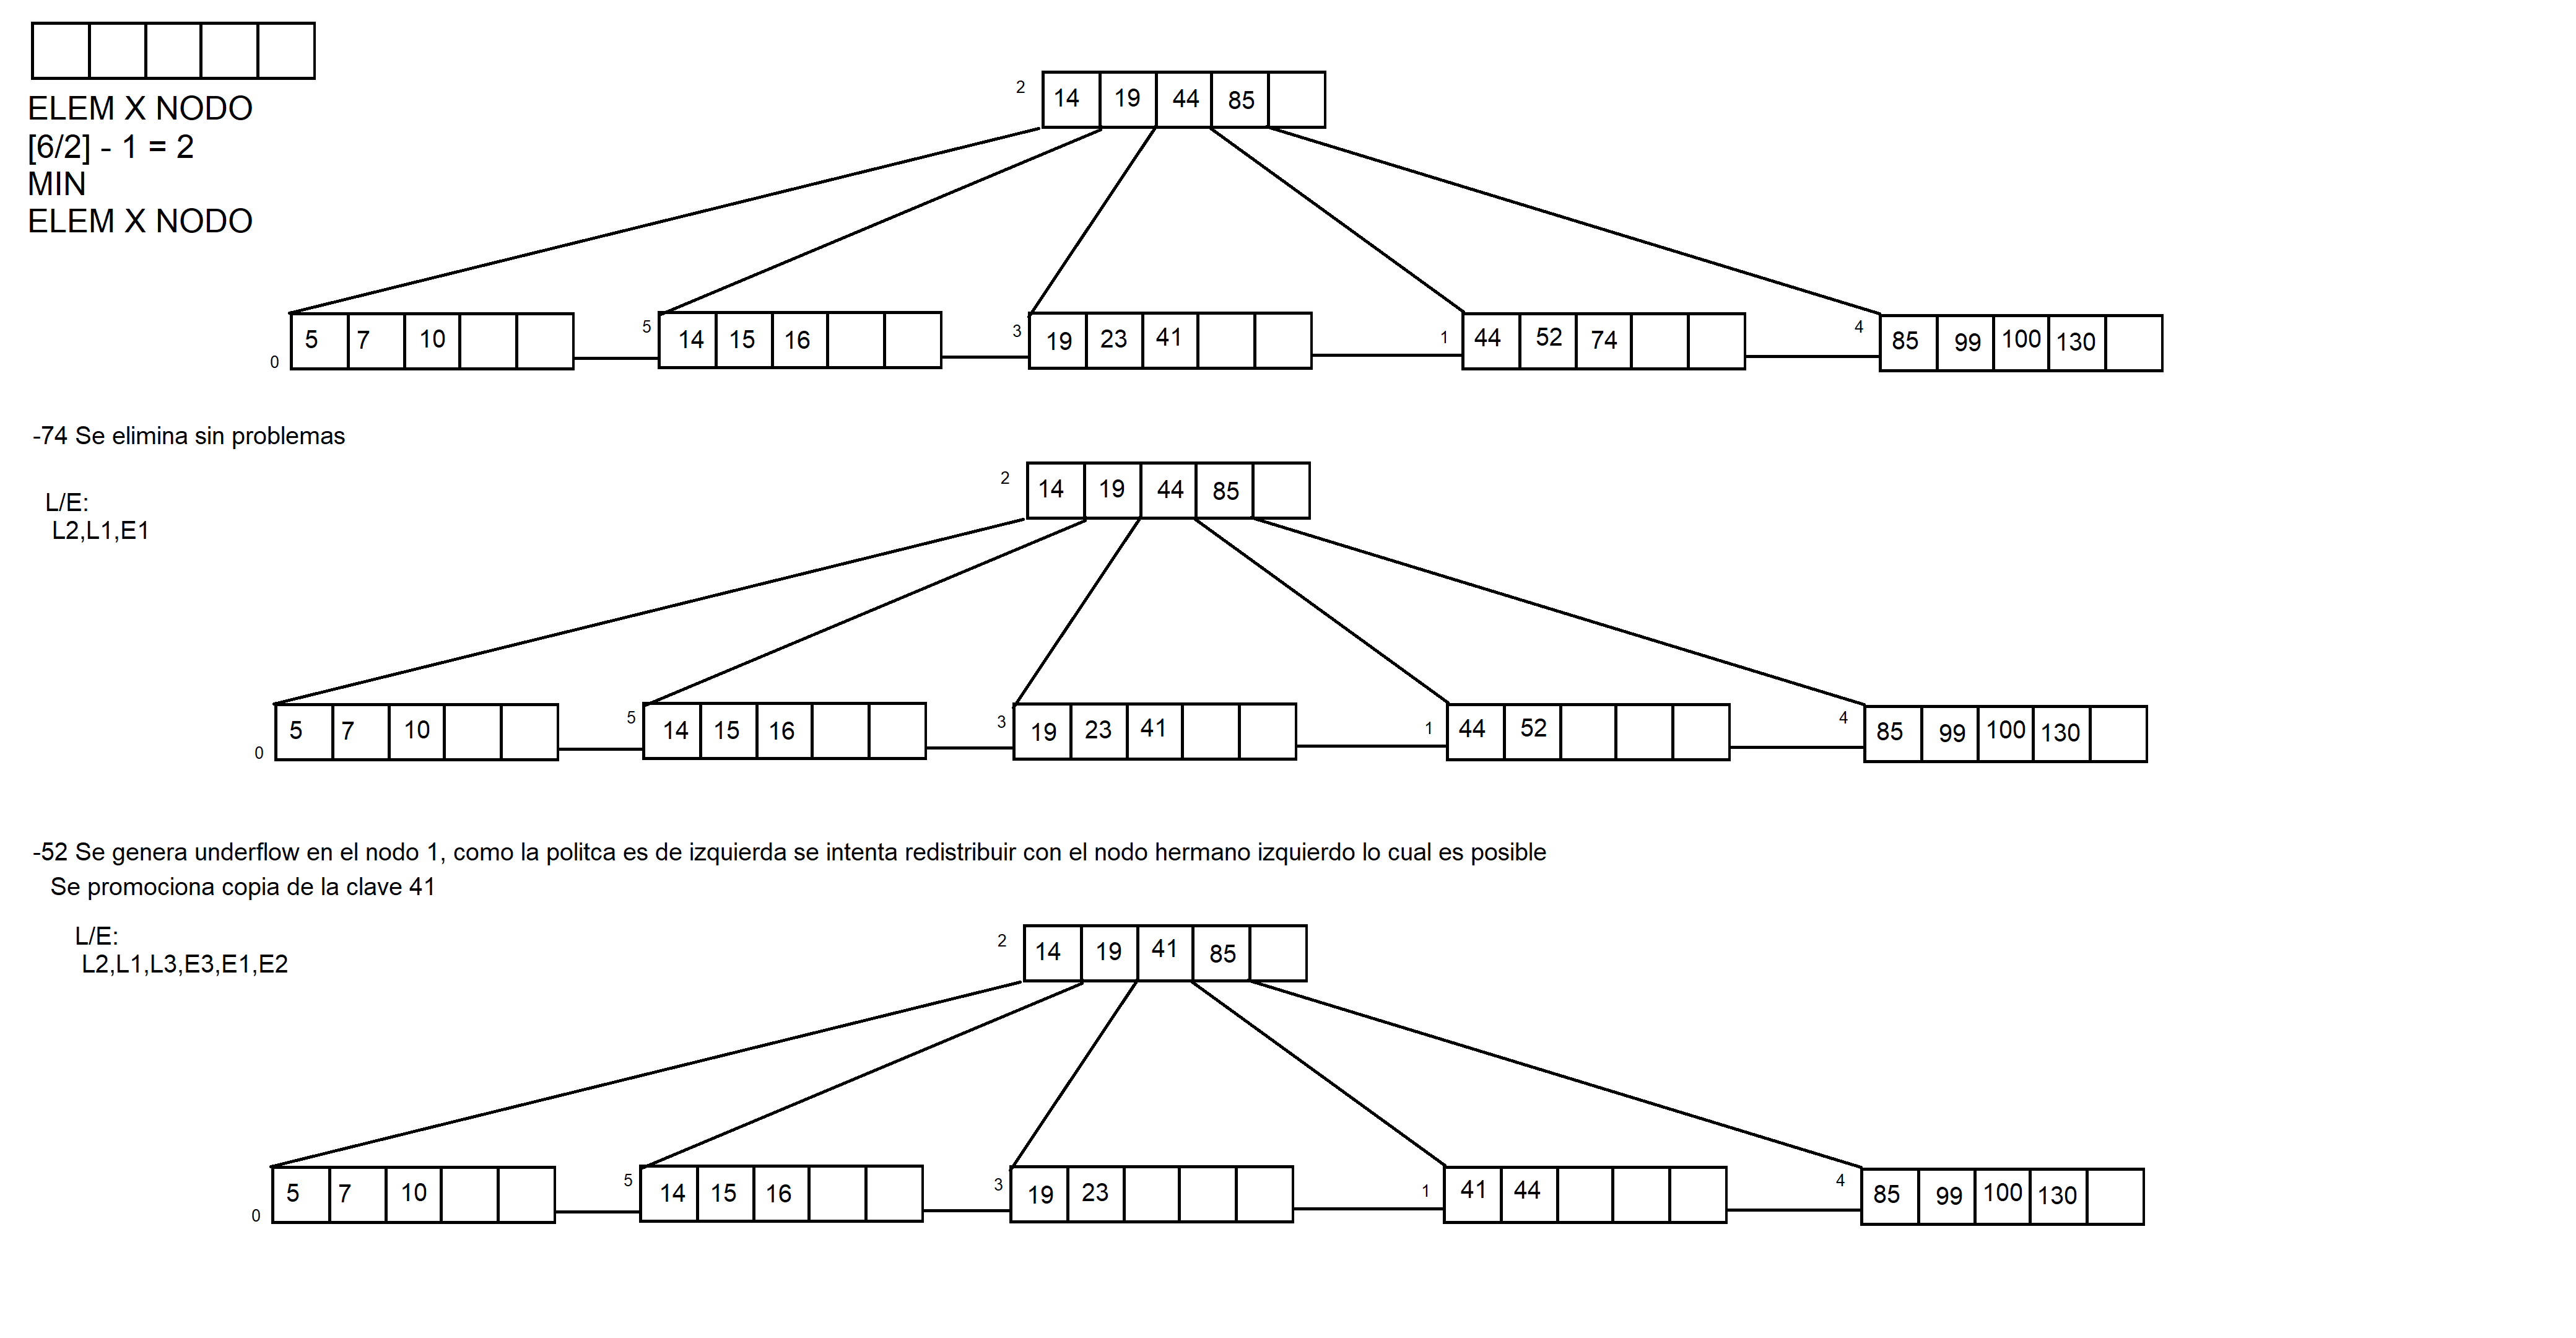 ELEM X NODO
[6/2] - 1 = 2
MIN
ELEM X NODO
2 14 19 44 85
0 5 7 10 5 14 15 16 3 19 23 41 1 44 52 74 4 85 99 100 130
-74 Se elimina sin problemas
L/E:
L2,L1,E1
2 14 19 44 85
0 5 7 10 5 14 15 16 3 19 23 41 1 44 52 4 85 99 100 130
-52 Se genera underflow en el nodo 1, como la politca es de izquierda se intenta redistribuir con el nodo hermano izquierdo lo cual es posible
Se promociona copia de la clave 41
L/E:
L2,L1,L3,E3,E1,E2
2 14 19 41 85
0 5 7 10 5 14 15 16 3 19 23 1 41 44 4 85 99 100 130